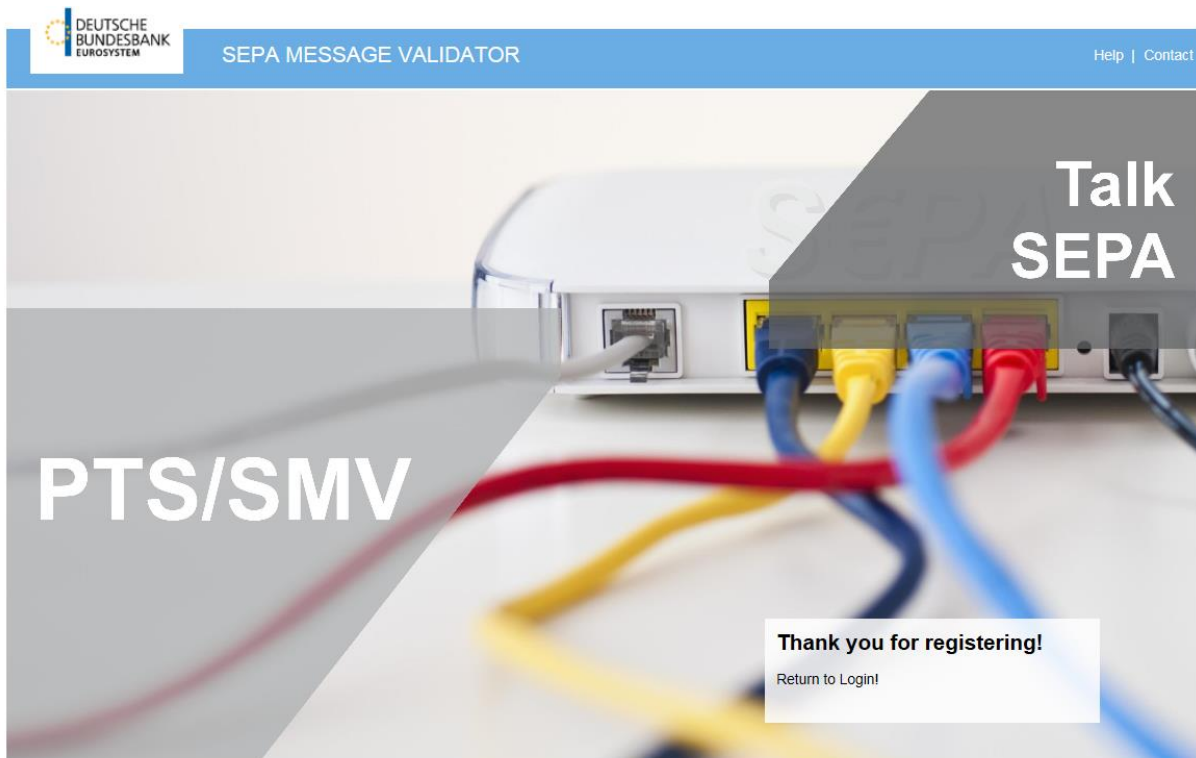 DEUTSCHE
BUNDESBANK
EUROSYSTEM
SEPA MESSAGE VALIDATOR
Help | Contact
Talk
SEPA
SEPA
PTS/SMV
Thank you for registering!
Return to Login!